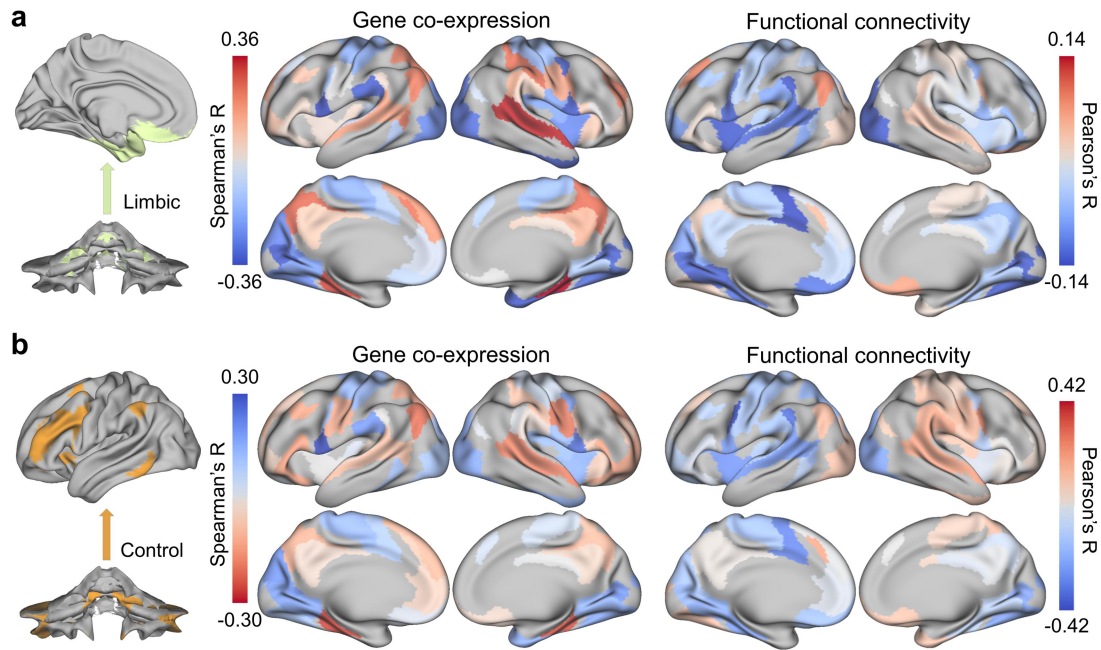 a
Gene co-expression
Functional connectivity
0.36
Spearman's R
-0.36
0.14
Pearson's R
-0.14
Limbic
b
Gene co-expression
Functional connectivity
0.30
Spearman's R
-0.30
0.42
Pearson's R
-0.42
Control